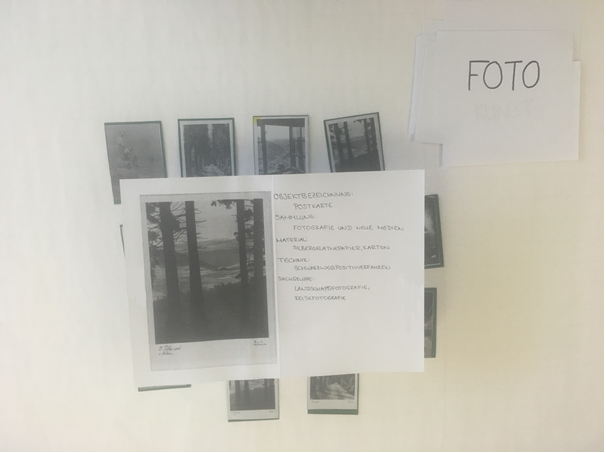 FOTO
OBJEKTBEZEICHNUNG:
POSTKARTE
SAMMLUNG:
FOTOGRAFIE UND NEUE MEDIEN
MATERIAL:
SILBERGELATINEPAPIER, KARTON
TECHNIK:
SCHWARZWEIẞPOSITIVVERFAHREN
SACHGRUPPE:
LANDSCHAFTSFOTOGRAFIE,
REISEFOTOGRAFIE